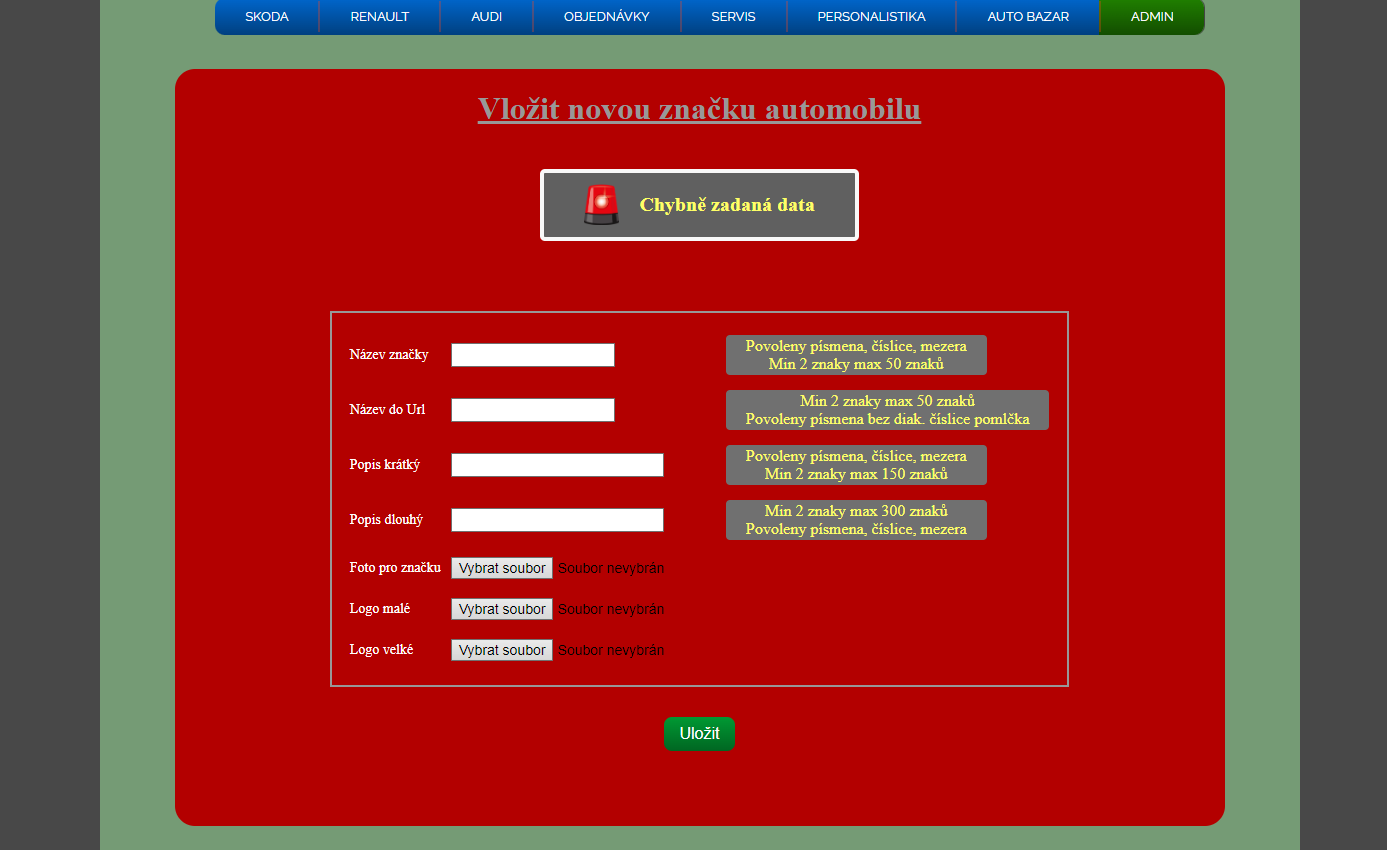 SKODA RENAULT AUDI OBJEDNÁVKY SERVIS PERSONALISTIKA AUTO BAZAR ADMIN
Vložit novou značku automobilu
Chybně zadaná data
Název značky
Povoleny písmena, číslice, mezera
Min 2 znaky max 50 znaků
Název do Url
Min 2 znaky max 50 znaků
Povoleny písmena bez diak. číslice pomlčka
Popis krátký
Povoleny písmena, číslice, mezera
Min 2 znaky max 150 znaků
Popis dlouhý
Min 2 znaky max 300 znaků
Povoleny písmena, číslice, mezera
Foto pro značku Vybrat soubor Soubor nevybrán
Logo malé Vybrat soubor Soubor nevybrán
Logo velké Vybrat soubor Soubor nevybrán
Uložit